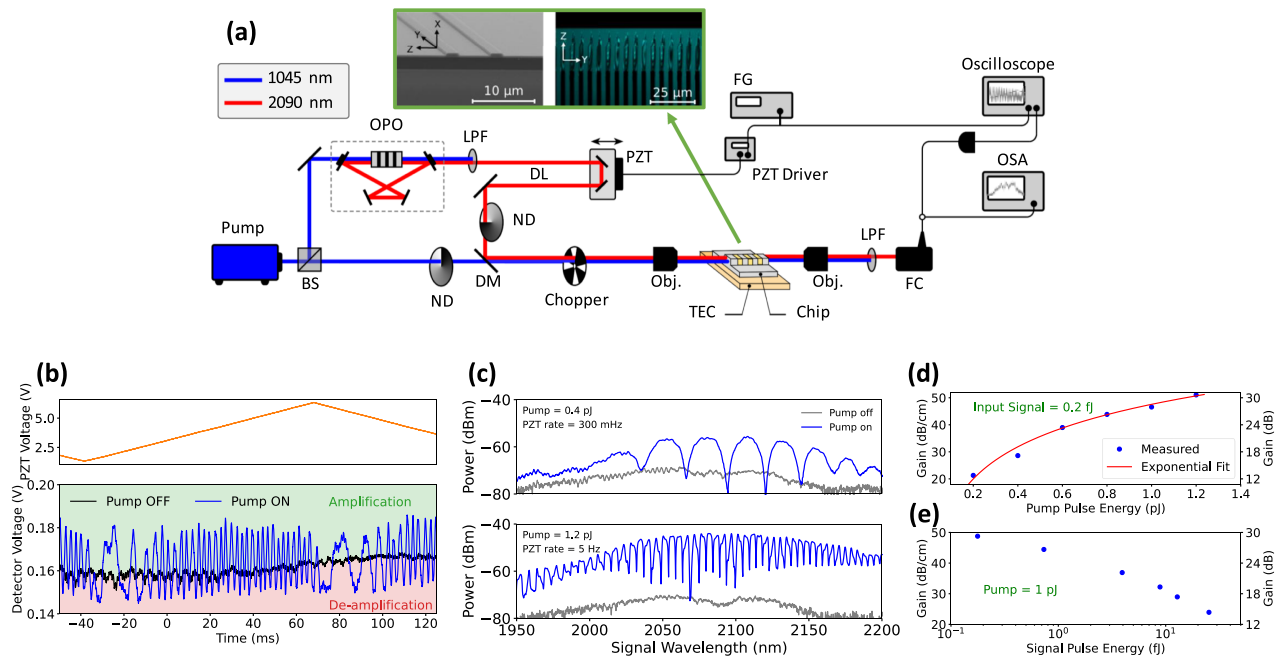 (a)
1045 nm
2090 nm
X
Y
Z
10 µm
Z
Y
25 µm
FG
Oscilloscope
OPO
LPF
PZT
PZT Driver
OSA
DL
ND
Pump
LPF
BS
ND
DM
Chopper
Obj.
Obj.
FC
TEC
Chip
(b)
PZT Voltage (V)
5.0
2.5
Detector Voltage (V)
0.20
0.18
0.16
0.14
Pump OFF
Pump ON
Amplification
De-amplification
−40
−20
0
20
40
60
80
100
120
Time (ms)
(c)
Power (dBm)
−40
−60
−80
Pump = 0.4 pJ
PZT rate = 300 mHz
Pump off
Pump on
Power (dBm)
−40
−60
−80
Pump = 1.2 pJ
PZT rate = 5 Hz
1950
2000
2050
2100
2150
2200
Signal Wavelength (nm)
(d)
Gain (dB/cm)
50
40
30
20
Input Signal = 0.2 fJ
Measured
Exponential Fit
30
24
18
12
Gain (dB)
0.2
0.4
0.6
0.8
1.0
1.2
1.4
Pump Pulse Energy (pJ)
(e)
Gain (dB/cm)
50
40
30
20
Pump = 1 pJ
30
24
18
12
Gain (dB)
10⁻¹
10⁰
10¹
Signal Pulse Energy (fJ)